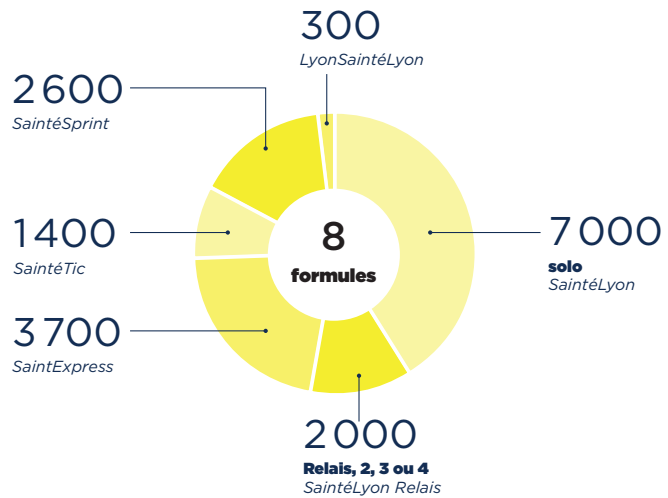 300
LyonSaintéLyon
2600
SaintéSprint
1400
SaintéTic
3700
SaintExpress
8
formules
7000
solo
SaintéLyon
2000
Relais, 2, 3 ou 4
SaintéLyon Relais